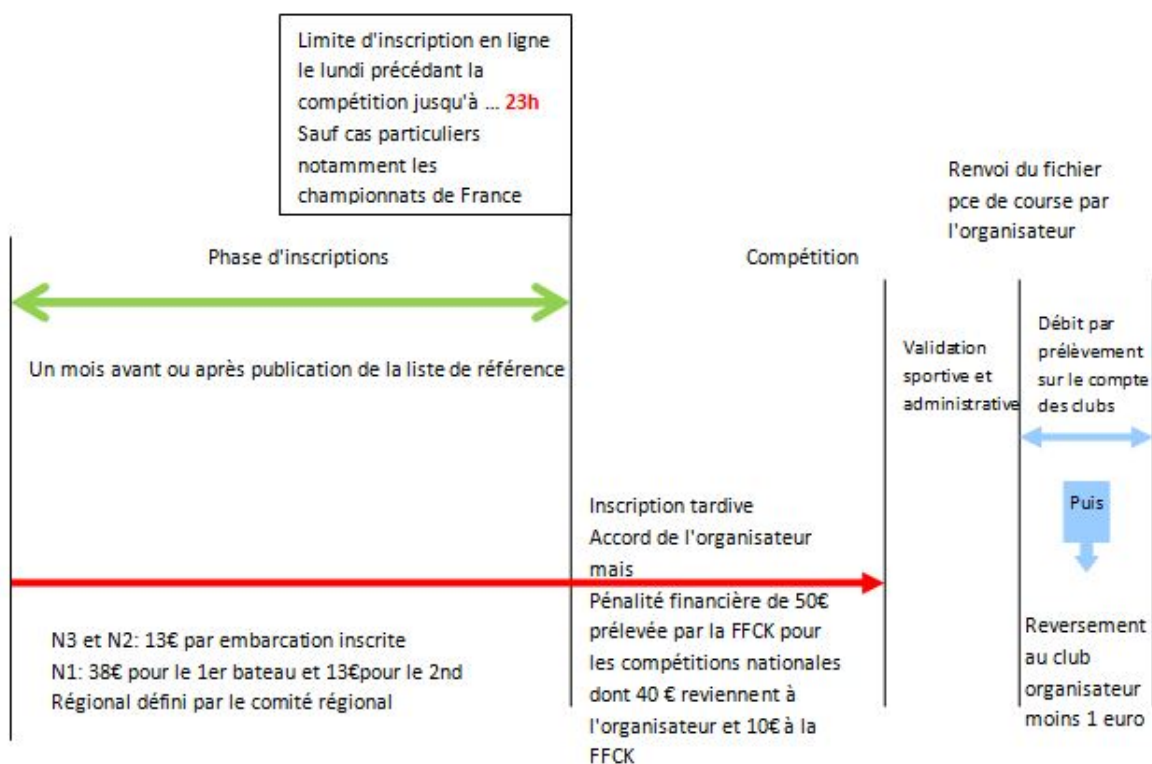 Limite d'inscription en ligne
le lundi précédant la
compétition jusqu'à ... 23h
Sauf cas particuliers
notamment les
championnats de France
Renvoi du fichier
pce de course par
l'organisateur
Phase d'inscriptions
Compétition
Un mois avant ou après publication de la liste de référence
Validation
sportive et
administrative
Débit par
prélèvement
sur le compte
des clubs
Puis
Inscription tardive
Accord de l'organisateur
mais
Pénalité financière de 50€
prélevée par la FFCK pour
les compétitions nationales
dont 40 € reviennent à
l'organisateur et 10€ à la
FFCK
N3 et N2: 13€ par embarcation inscrite
N1: 38€ pour le 1er bateau et 13€pour le 2nd
Régional défini par le comité régional
Reversement
au club
organisateur
moins 1 euro